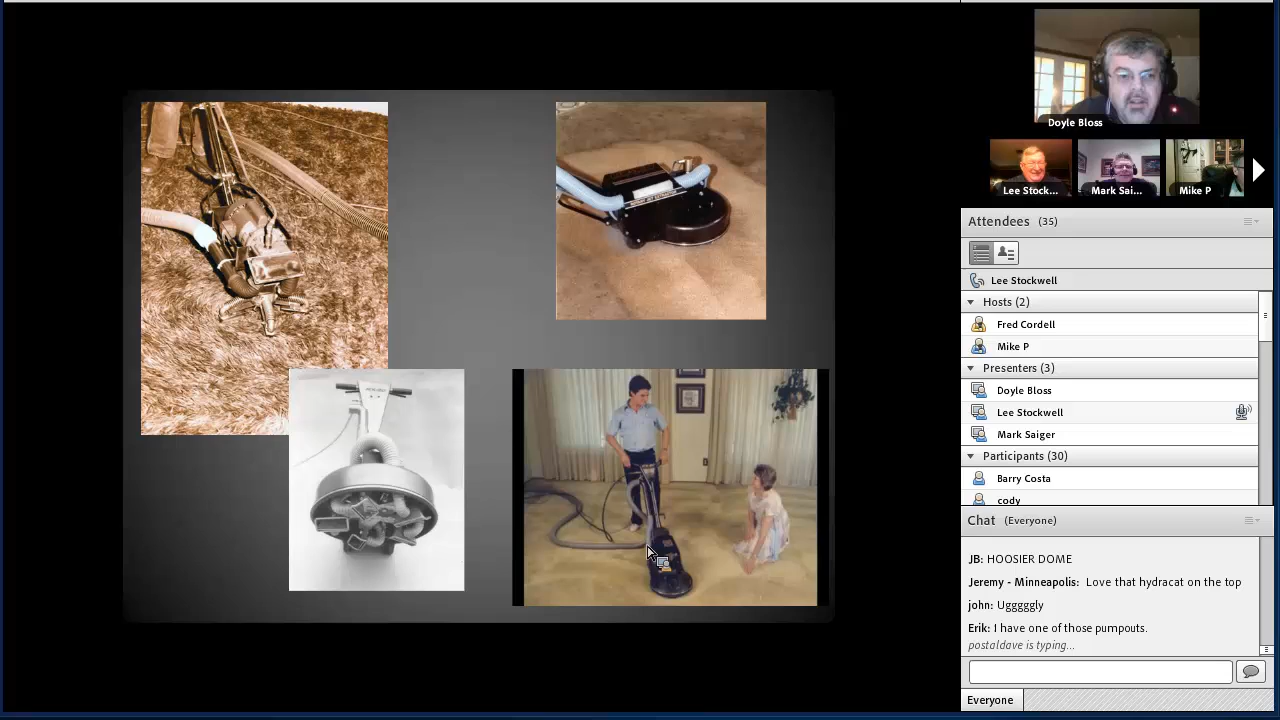 Doyle Bloss
Lee Stock...
Mark Sai...
Mike P
Attendees (35)
Lee Stockwell
Hosts (2)
Fred Cordell
Mike P
Presenters (3)
Doyle Bloss
Lee Stockwell
Mark Saiger
Participants (30)
Barry Costa
cody
Chat (Everyone)
JB: HOOSIER DOME
Jeremy - Minneapolis: Love that hydracat on the top
john: Ugggggly
Erik: I have one of those pumpouts.
postaldave is typing...
Everyone